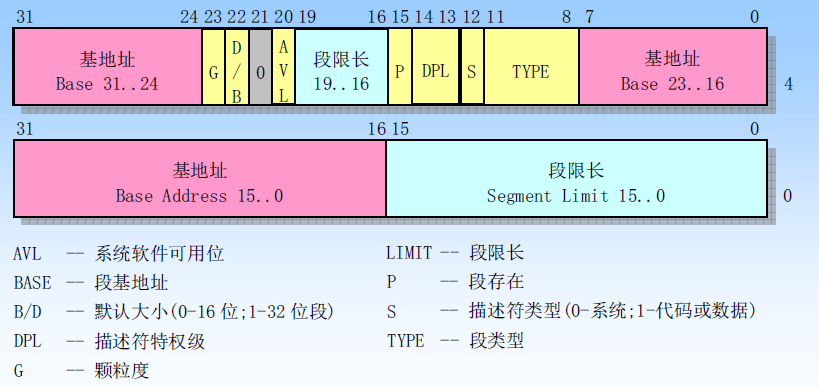 31 24 23 22 21 20 19 16 15 14 13 12 11 8 7 0
基地址 Base 31..24 G D/B 0 AVL 段限长 19..16 P DPL S TYPE 基地址 Base 23..16 4
31 16 15 0
基地址 段限长
Base Address 15..0 Segment Limit 15..0 0
AVL -- 系统软件可用位 LIMIT -- 段限长
BASE -- 段基地址 P -- 段存在
B/D -- 默认大小(0-16位;1-32位段) S -- 描述符类型(0-系统;1-代码或数据)
DPL -- 描述符特权级 TYPE -- 段类型
G -- 颗粒度